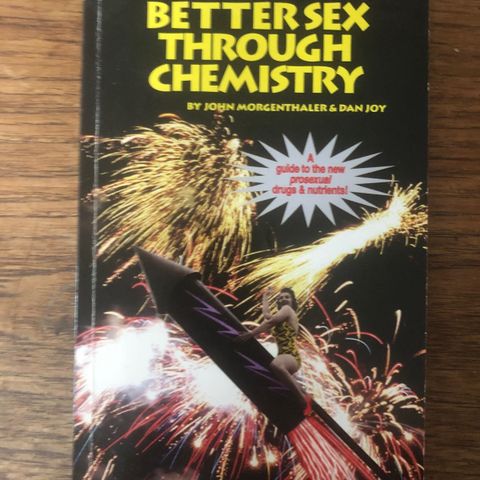 BETTER SEX
THROUGH
CHEMISTRY
BY JOHN MORGENTHALER & DAN JOY
A
guide to the new
prosexual
drugs & nutrients!